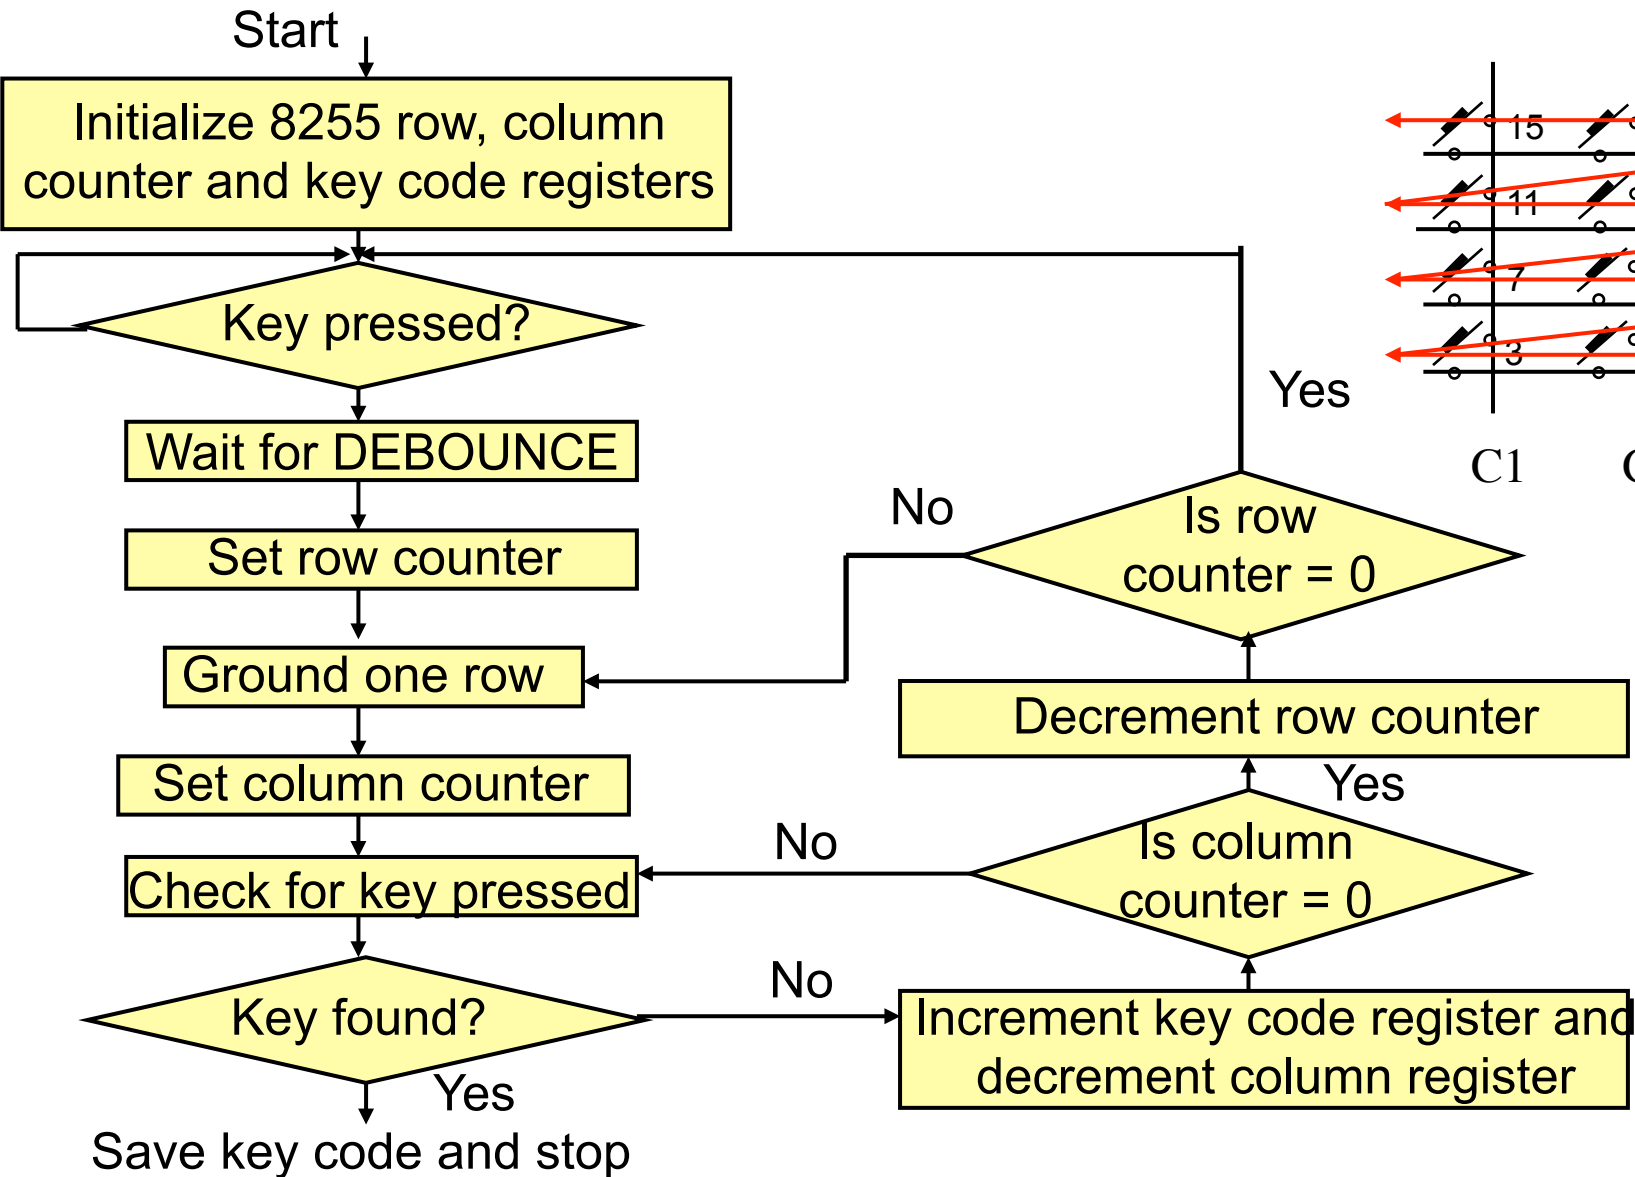 Start
Initialize 8255 row, column
counter and key code registers
Key pressed?
Wait for DEBOUNCE
Set row counter
Ground one row
Set column counter
Check for key pressed
Key found?
Yes
Save key code and stop
No
Increment key code register and
decrement column register
No
Is column
counter = 0
Yes
Decrement row counter
No
Is row
counter = 0
Yes
15
11
7
3
C1